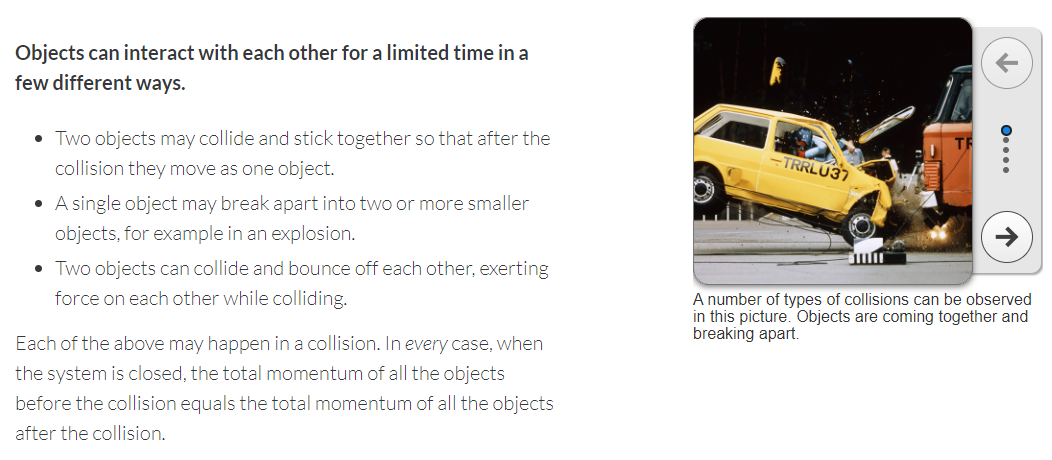 Objects can interact with each other for a limited time in a
few different ways.
• Two objects may collide and stick together so that after the
collision they move as one object.
• A single object may break apart into two or more smaller
objects, for example in an explosion.
• Two objects can collide and bounce off each other, exerting
force on each other while colliding.
Each of the above may happen in a collision. In every case, when
the system is closed, the total momentum of all the objects
before the collision equals the total momentum of all the objects
after the collision.
TRRLU37
TR
A number of types of collisions can be observed
in this picture. Objects are coming together and
breaking apart.